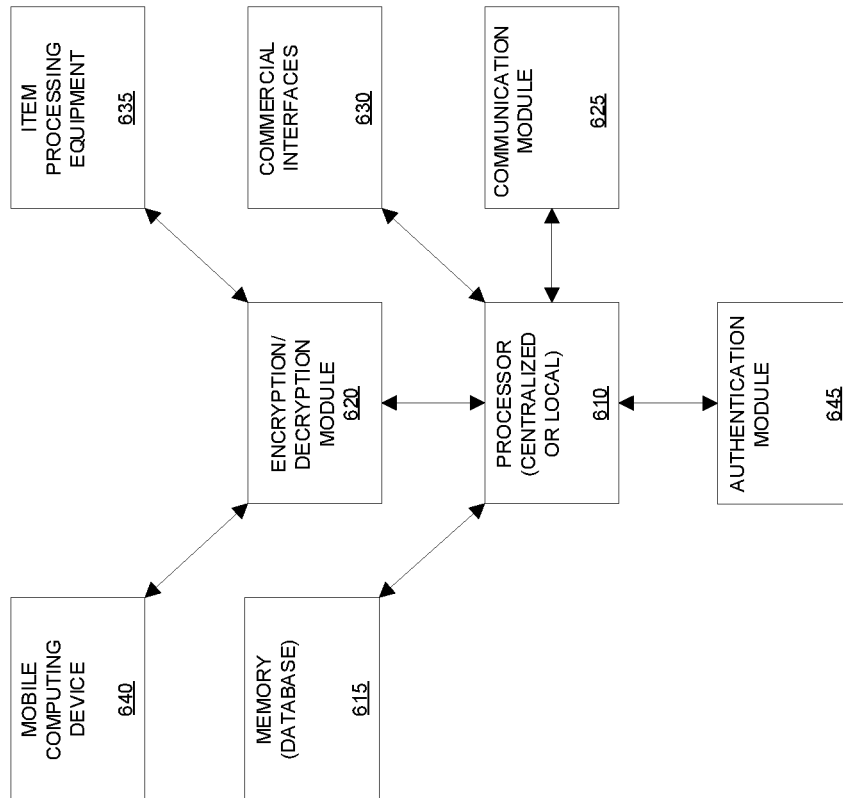 MOBILE
COMPUTING
DEVICE
640
ITEM
PROCESSING
EQUIPMENT
635
MEMORY
(DATABASE)
615
ENCRYPTION/
DECRYPTION
MODULE
620
COMMERCIAL
INTERFACES
630
PROCESSOR
(CENTRALIZED
OR LOCAL)
610
COMMUNICATION
MODULE
625
AUTHENTICATION
MODULE
645